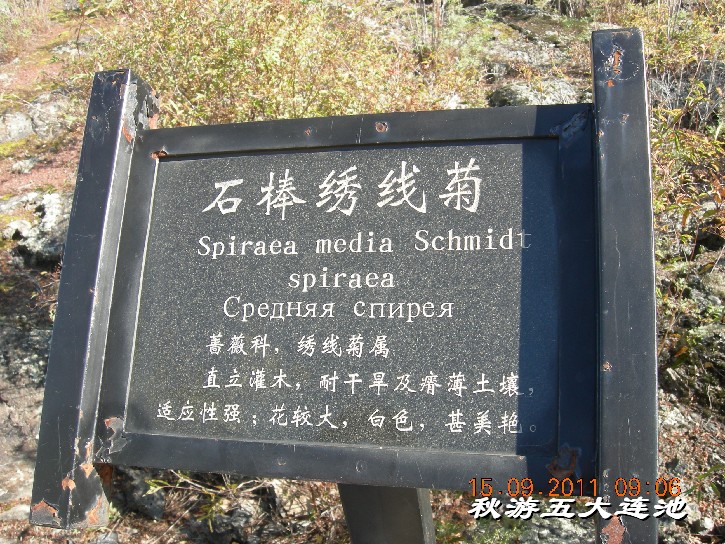 石棒绣线菊
Spiraea media Schmidt
spiraea
Средняя спирея
蔷薇科，绣线菊属
直立灌木，耐干旱及瘠薄土壤，
适应性强；花较大，白色，甚美艳。
15.09.2011 09:06
秋游五大连池